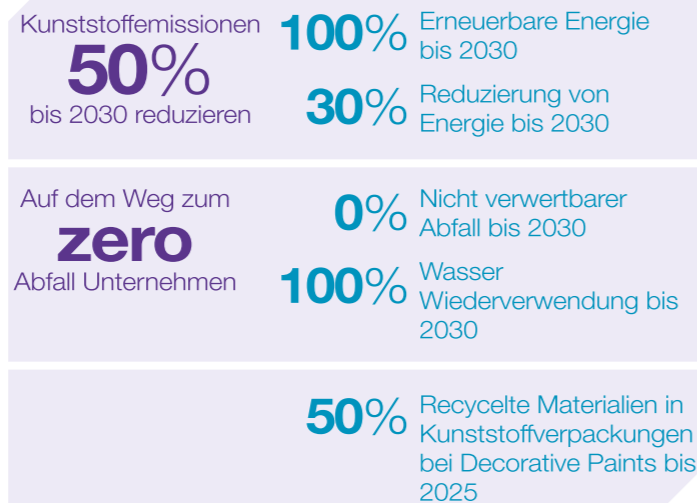 Kunststoffemissionen
50%
bis 2030 reduzieren
100% Erneuerbare Energie
bis 2030
30% Reduzierung von
Energie bis 2030
Auf dem Weg zum
zero
Abfall Unternehmen
0% Nicht verwertbarer
Abfall bis 2030
100% Wasser
Wiederverwendung bis
2030
50% Recycelte Materialien in
Kunststoffverpackungen
bei Decorative Paints bis
2025